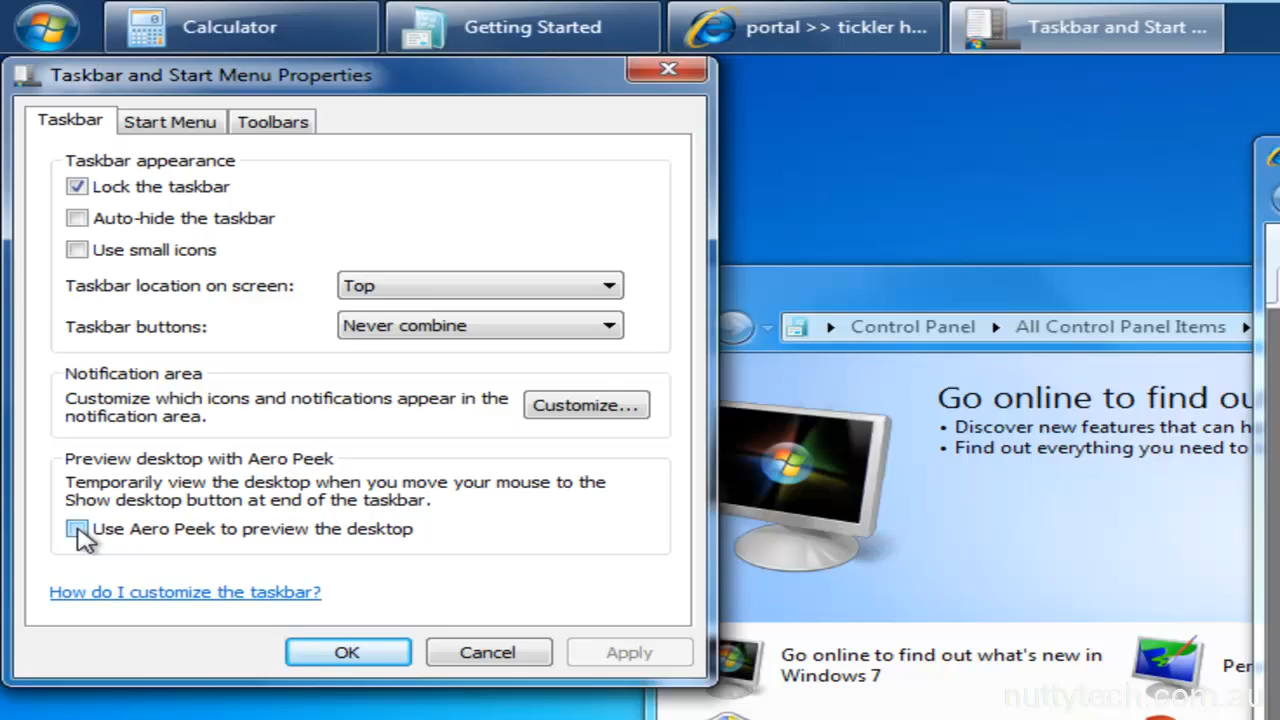 Calculator
Getting Started
portal >> tickler h...
Taskbar and Start ...
Taskbar and Start Menu Properties
Taskbar
Start Menu
Toolbars
Taskbar appearance
Lock the taskbar
Auto-hide the taskbar
Use small icons
Taskbar location on screen:
Top
Taskbar buttons:
Never combine
Notification area
Customize which icons and notifications appear in the
notification area.
Customize...
Preview desktop with Aero Peek
Temporarily view the desktop when you move your mouse to the
Show desktop button at end of the taskbar.
Use Aero Peek to preview the desktop
How do I customize the taskbar?
OK
Cancel
Apply
Control Panel
All Control Panel Items
Go online to find ou
• Discover new features that can h
• Find out everything you need to
Go online to find out what's new in
Windows 7
Per
nuttytech.com.au